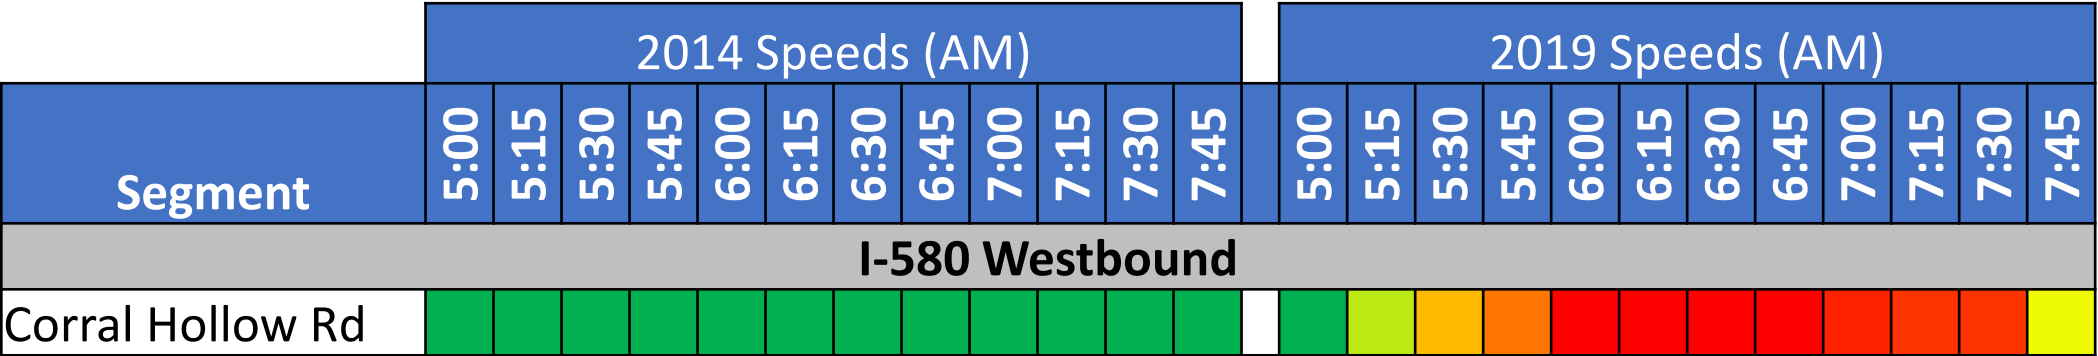 2014 Speeds (AM) 2019 Speeds (AM)
Segment 5:00 5:15 5:30 5:45 6:00 6:15 6:30 6:45 7:00 7:15 7:30 7:45 5:00 5:15 5:30 5:45 6:00 6:15 6:30 6:45 7:00 7:15 7:30 7:45
I-580 Westbound
Corral Hollow Rd